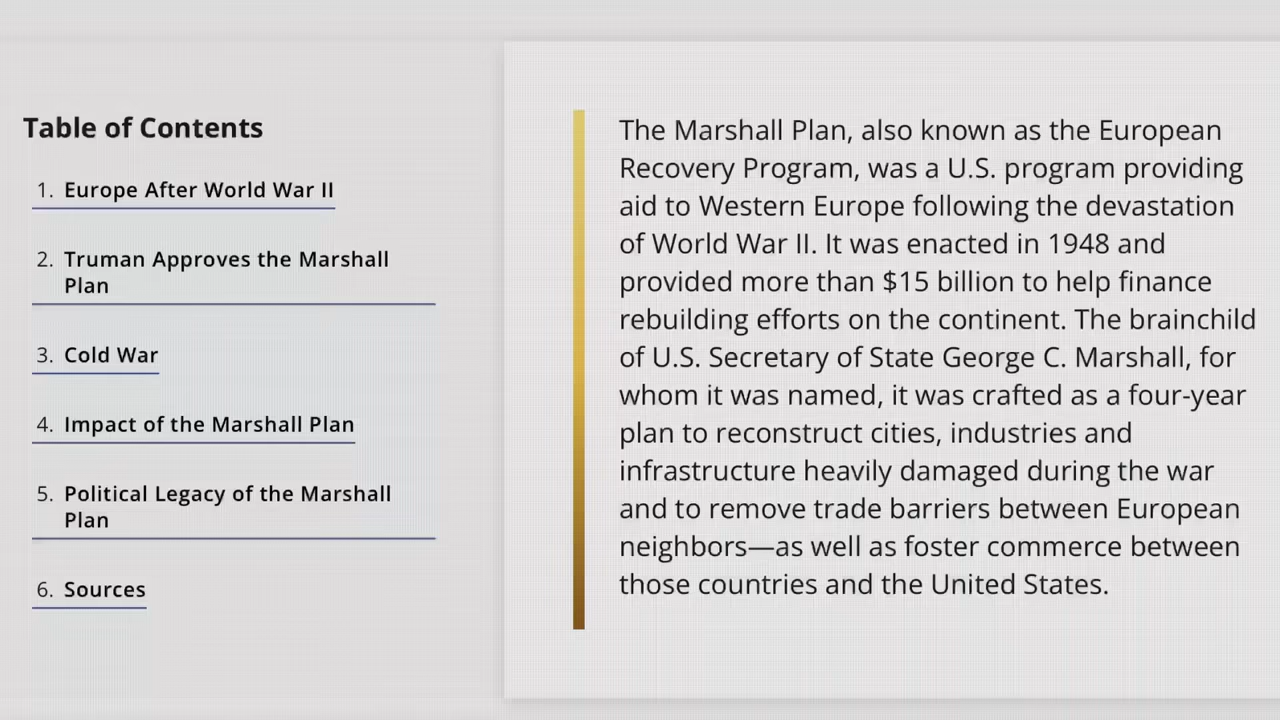 Table of Contents
1. Europe After World War II
2. Truman Approves the Marshall
Plan
3. Cold War
4. Impact of the Marshall Plan
5. Political Legacy of the Marshall
Plan
6. Sources
The Marshall Plan, also known as the European
Recovery Program, was a U.S. program providing
aid to Western Europe following the devastation
of World War II. It was enacted in 1948 and
provided more than $15 billion to help finance
rebuilding efforts on the continent. The brainchild
of U.S. Secretary of State George C. Marshall, for
whom it was named, it was crafted as a four-year
plan to reconstruct cities, industries and
infrastructure heavily damaged during the war
and to remove trade barriers between European
neighbors—as well as foster commerce between
those countries and the United States.